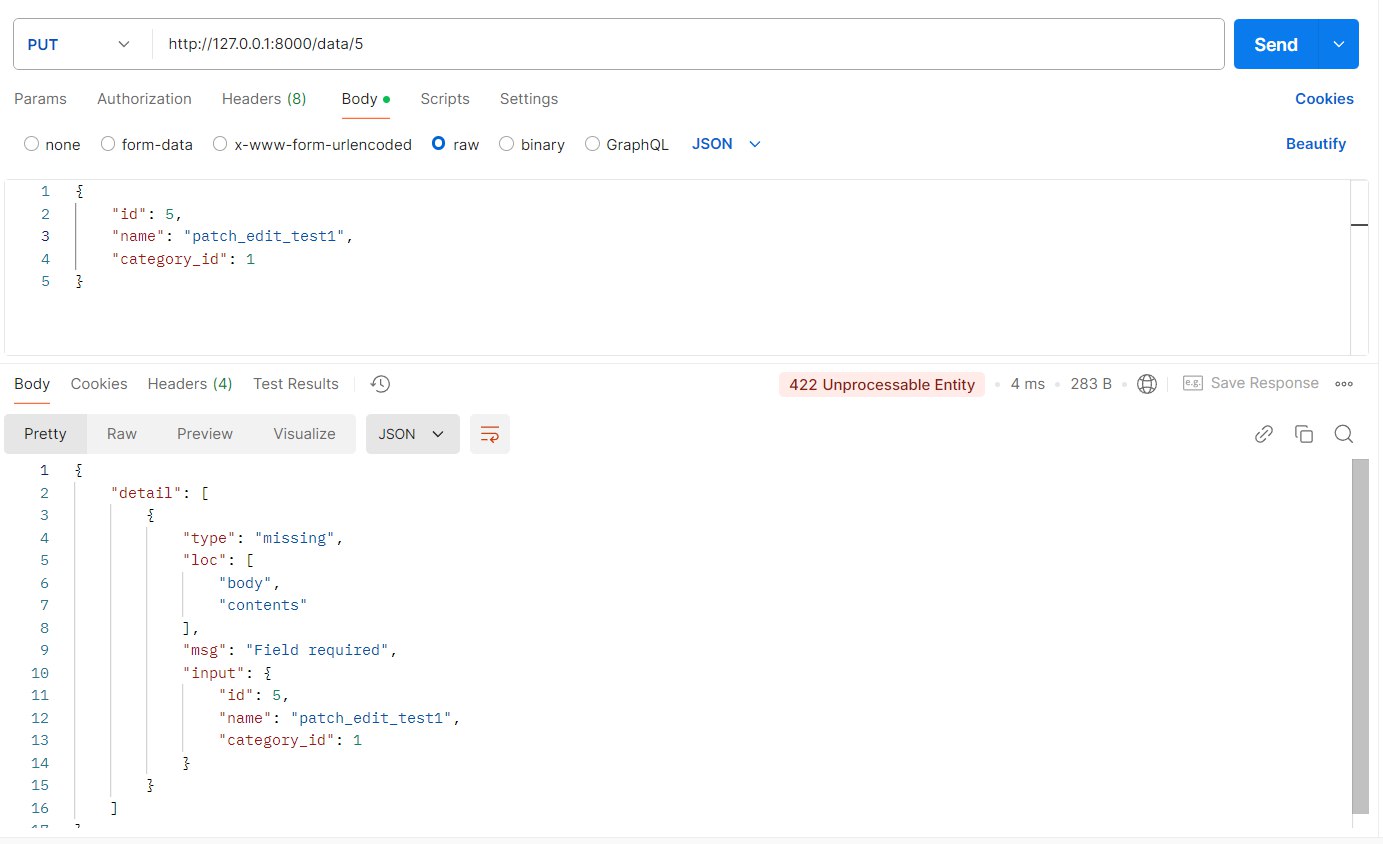 PUT http://127.0.0.1:8000/data/5 Send
Params Authorization Headers (8) Body Scripts Settings Cookies
none form-data x-www-form-urlencoded raw binary GraphQL JSON Beautify
1 {
2 "id": 5,
3 "name": "patch_edit_test1",
4 "category_id": 1
5 }
Body Cookies Headers (4) Test Results 422 Unprocessable Entity 4 ms 283 B e.g. Save Response
Pretty Raw Preview Visualize JSON
1 {
2 "detail": [
3 {
4 "type": "missing",
5 "loc": [
6 "body",
7 "contents"
8 ],
9 "msg": "Field required",
10 "input": {
11 "id": 5,
12 "name": "patch_edit_test1",
13 "category_id": 1
14 }
15 }
16 ]
17 }